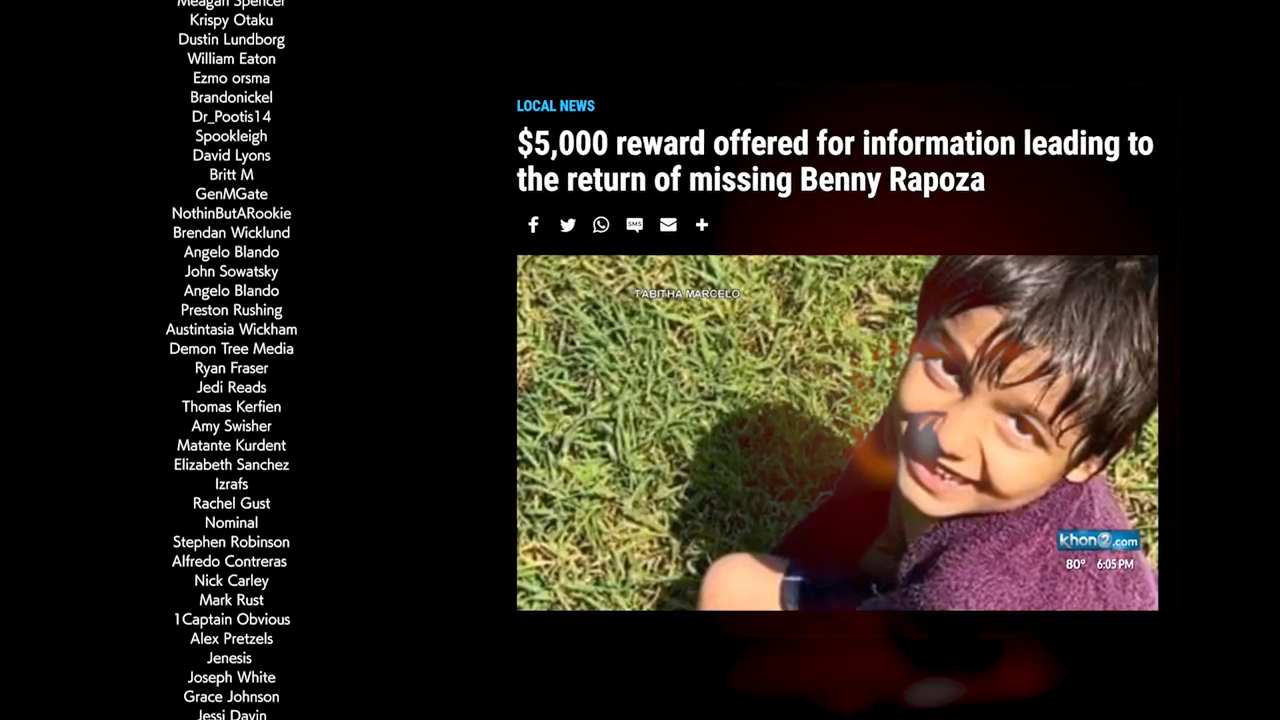 Meagan Spencer
Krispy Otaku
Dustin Lundborg
William Eaton
Ezmo orsma
Brandonickel
Dr_Pootis14
Spookleigh
David Lyons
Britt M
GenMGate
NothinButARookie
Brendan Wicklund
Angelo Blando
John Sowatsky
Angelo Blando
Preston Rushing
Austintasia Wickham
Demon Tree Media
Ryan Fraser
Jedi Reads
Thomas Kerfien
Amy Swisher
Matante Kurdent
Elizabeth Sanchez
Izrafs
Rachel Gust
Nominal
Stephen Robinson
Alfredo Contreras
Nick Carley
Mark Rust
1Captain Obvious
Alex Pretzels
Jenesis
Joseph White
Grace Johnson
Jessi Davin
LOCAL NEWS
$5,000 reward offered for information leading to
the return of missing Benny Rapoza
SMS
TABITHA MARCELO
khon2.com
80° 6:05 PM